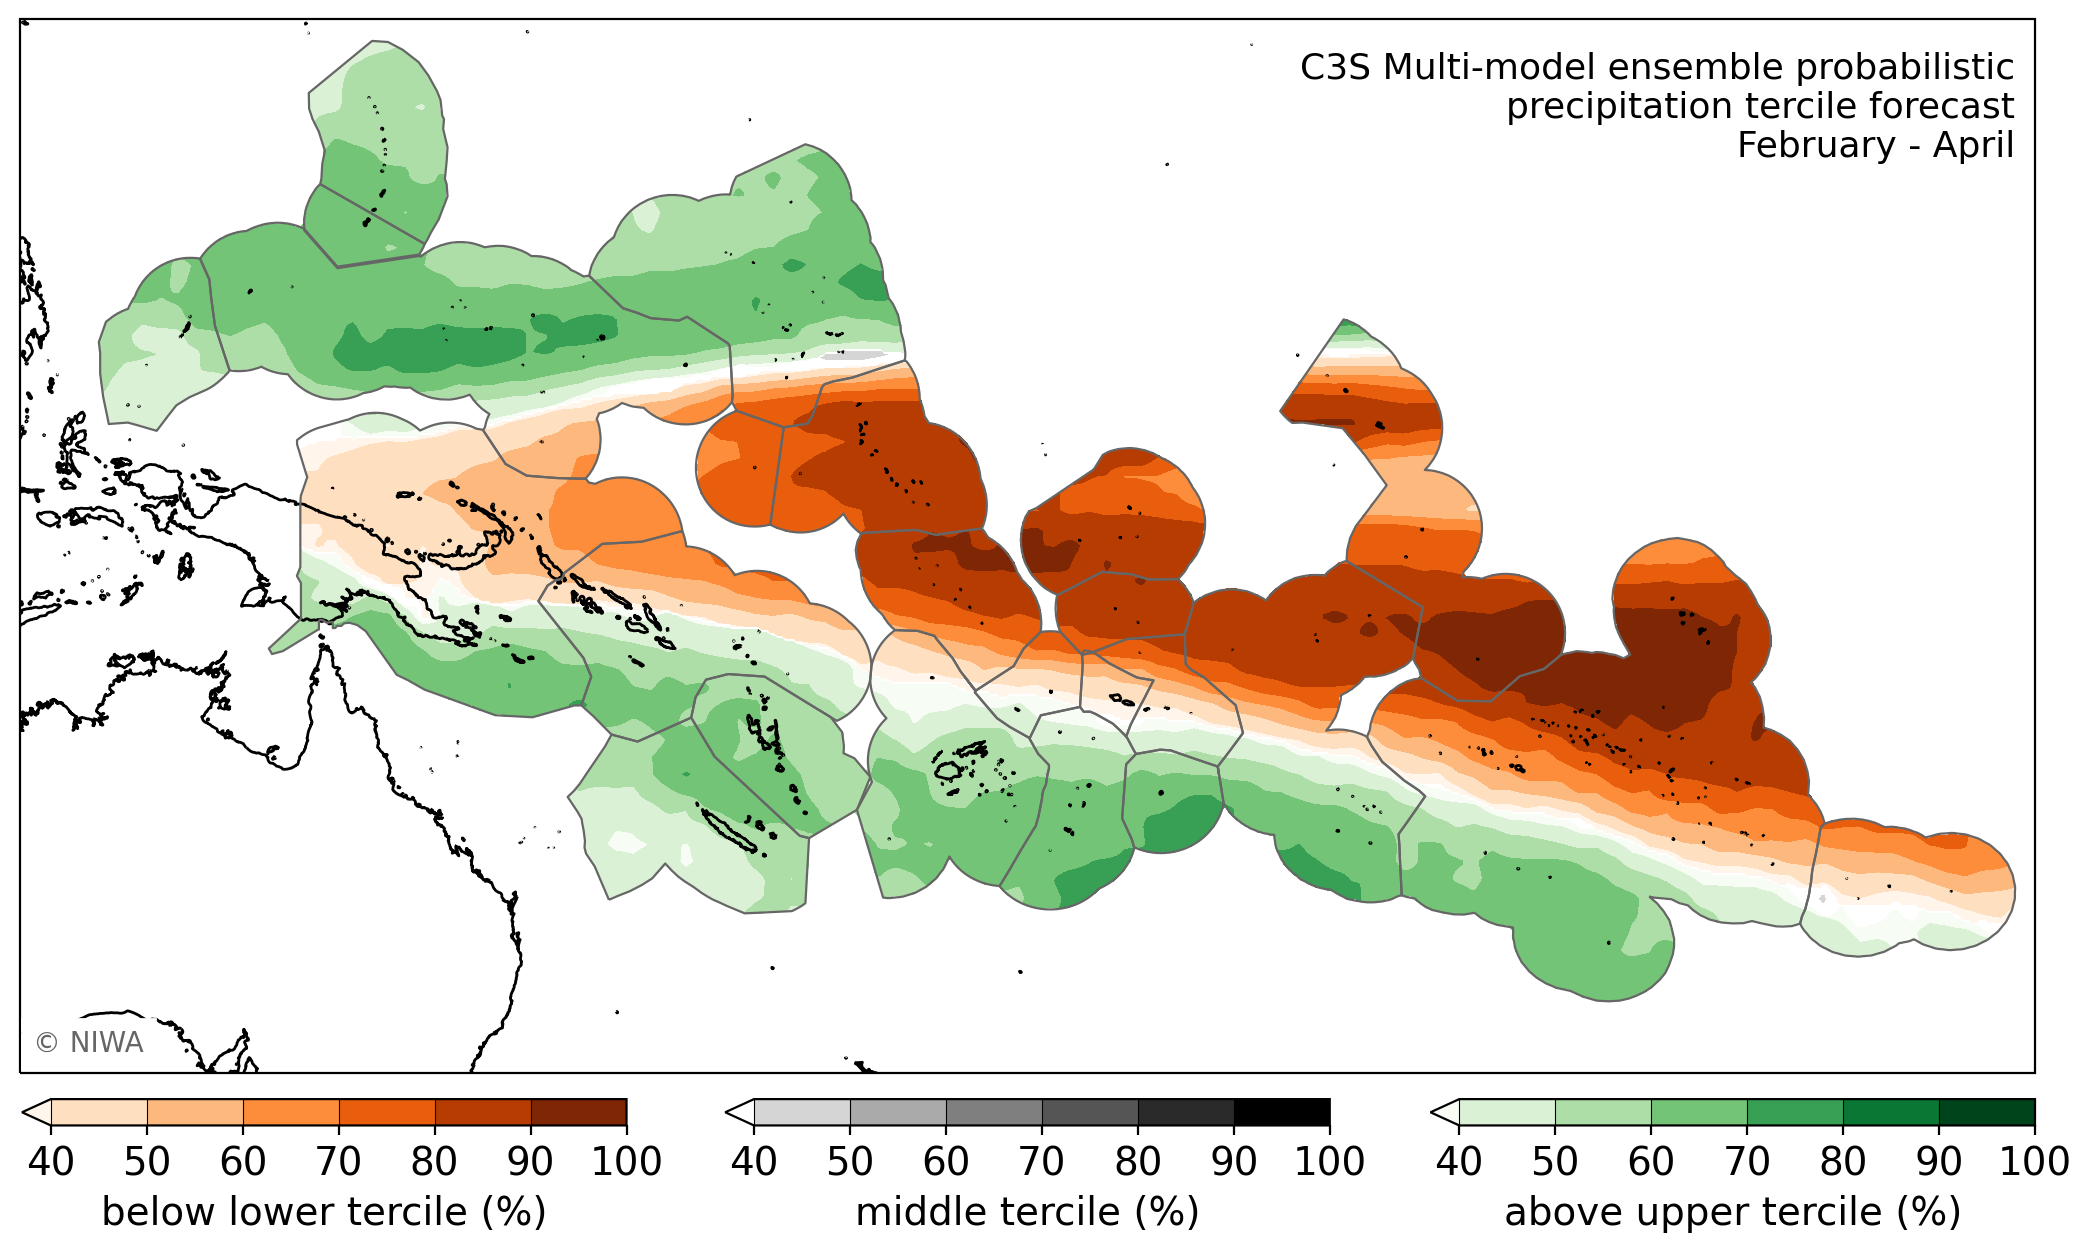 C3S Multi-model ensemble probabilistic
precipitation tercile forecast
February - April
© NIWA
40 50 60 70 80 90 100
below lower tercile (%)
40 50 60 70 80 90 100
middle tercile (%)
40 50 60 70 80 90 100
above upper tercile (%)